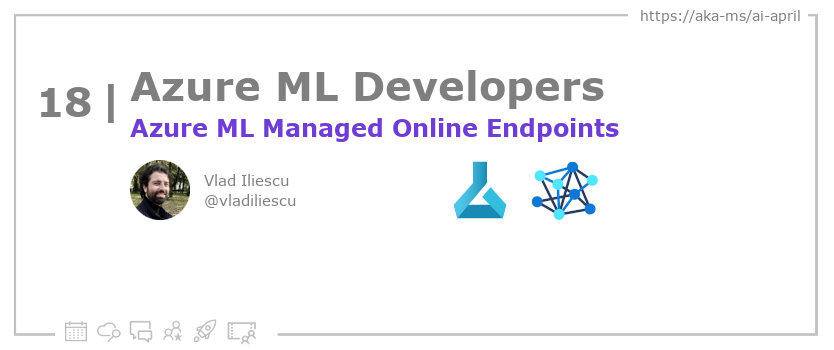 https://aka-ms/ai-april
18 | Azure ML Developers
Azure ML Managed Online Endpoints
Vlad Iliescu
@vladiliescu